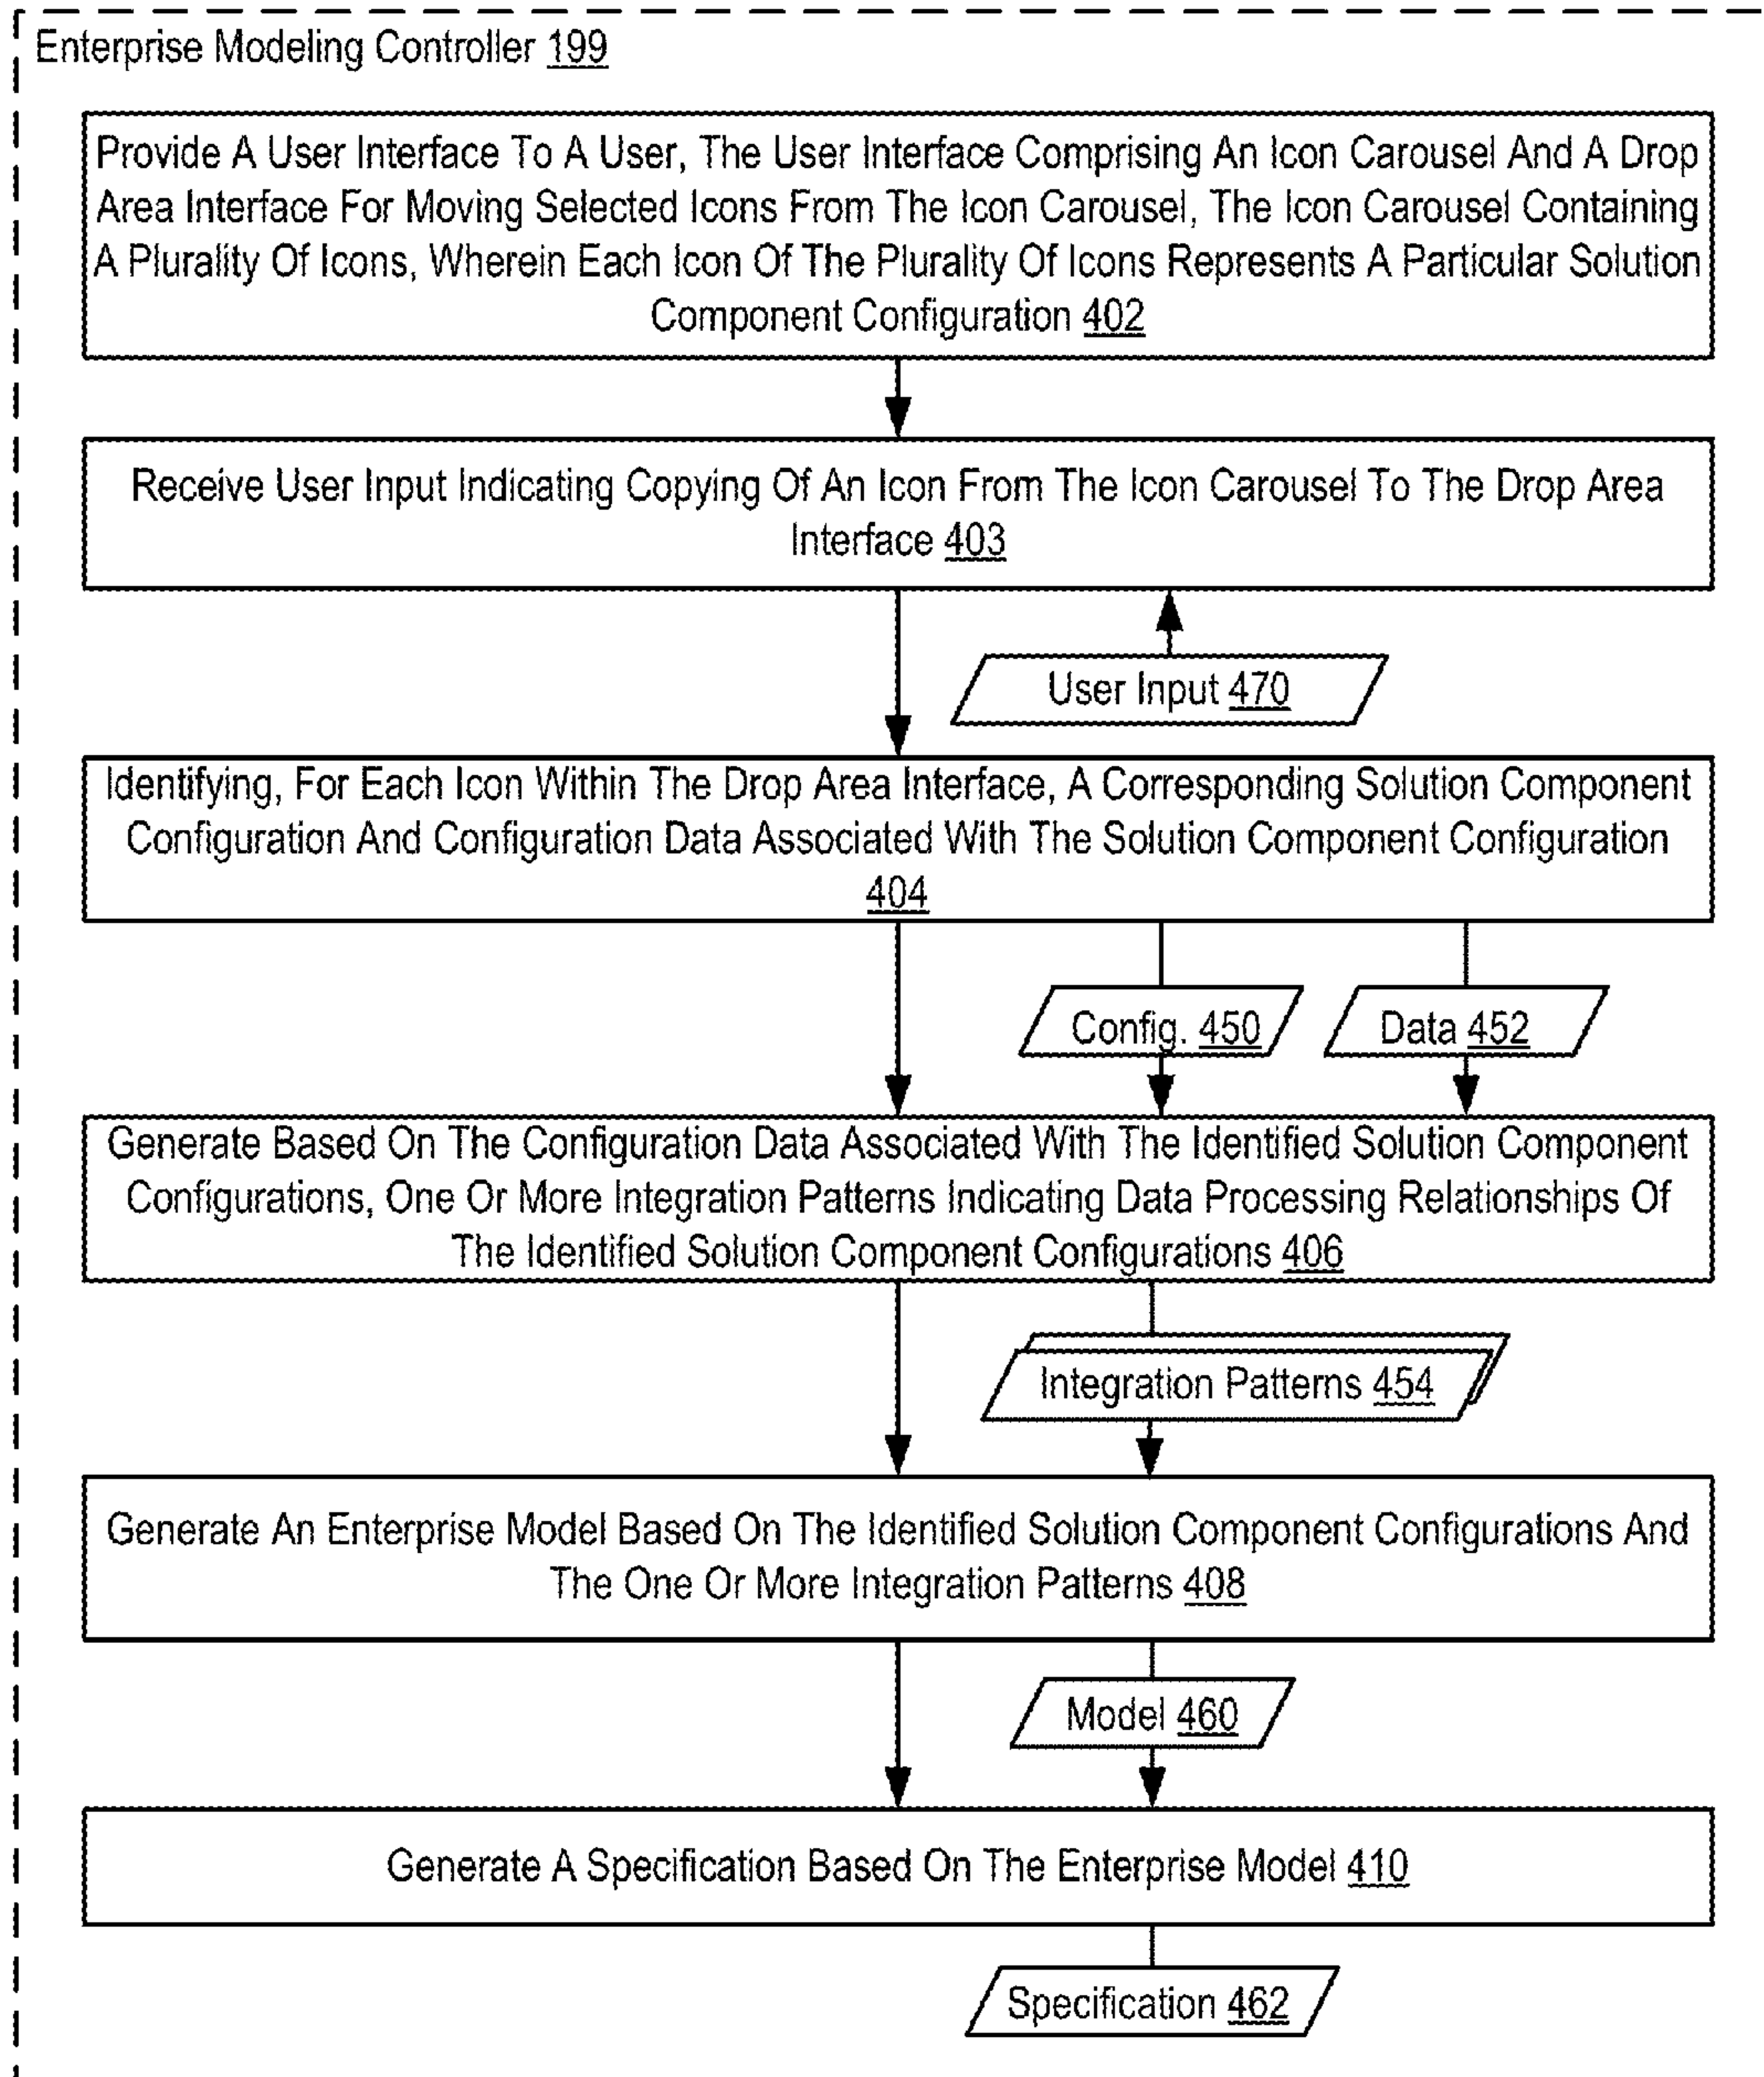 Enterprise Modeling Controller 199
Provide A User Interface To A User, The User Interface Comprising An Icon Carousel And A Drop
Area Interface For Moving Selected Icons From The Icon Carousel, The Icon Carousel Containing
A Plurality Of Icons, Wherein Each Icon Of The Plurality Of Icons Represents A Particular Solution
Component Configuration 402
Receive User Input Indicating Copying Of An Icon From The Icon Carousel To The Drop Area
Interface 403
User Input 470
Identifying, For Each Icon Within The Drop Area Interface, A Corresponding Solution Component
Configuration And Configuration Data Associated With The Solution Component Configuration
404
Config. 450
Data 452
Generate Based On The Configuration Data Associated With The Identified Solution Component
Configurations, One Or More Integration Patterns Indicating Data Processing Relationships Of
The Identified Solution Component Configurations 406
Integration Patterns 454
Generate An Enterprise Model Based On The Identified Solution Component Configurations And
The One Or More Integration Patterns 408
Model 460
Generate A Specification Based On The Enterprise Model 410
Specification 462